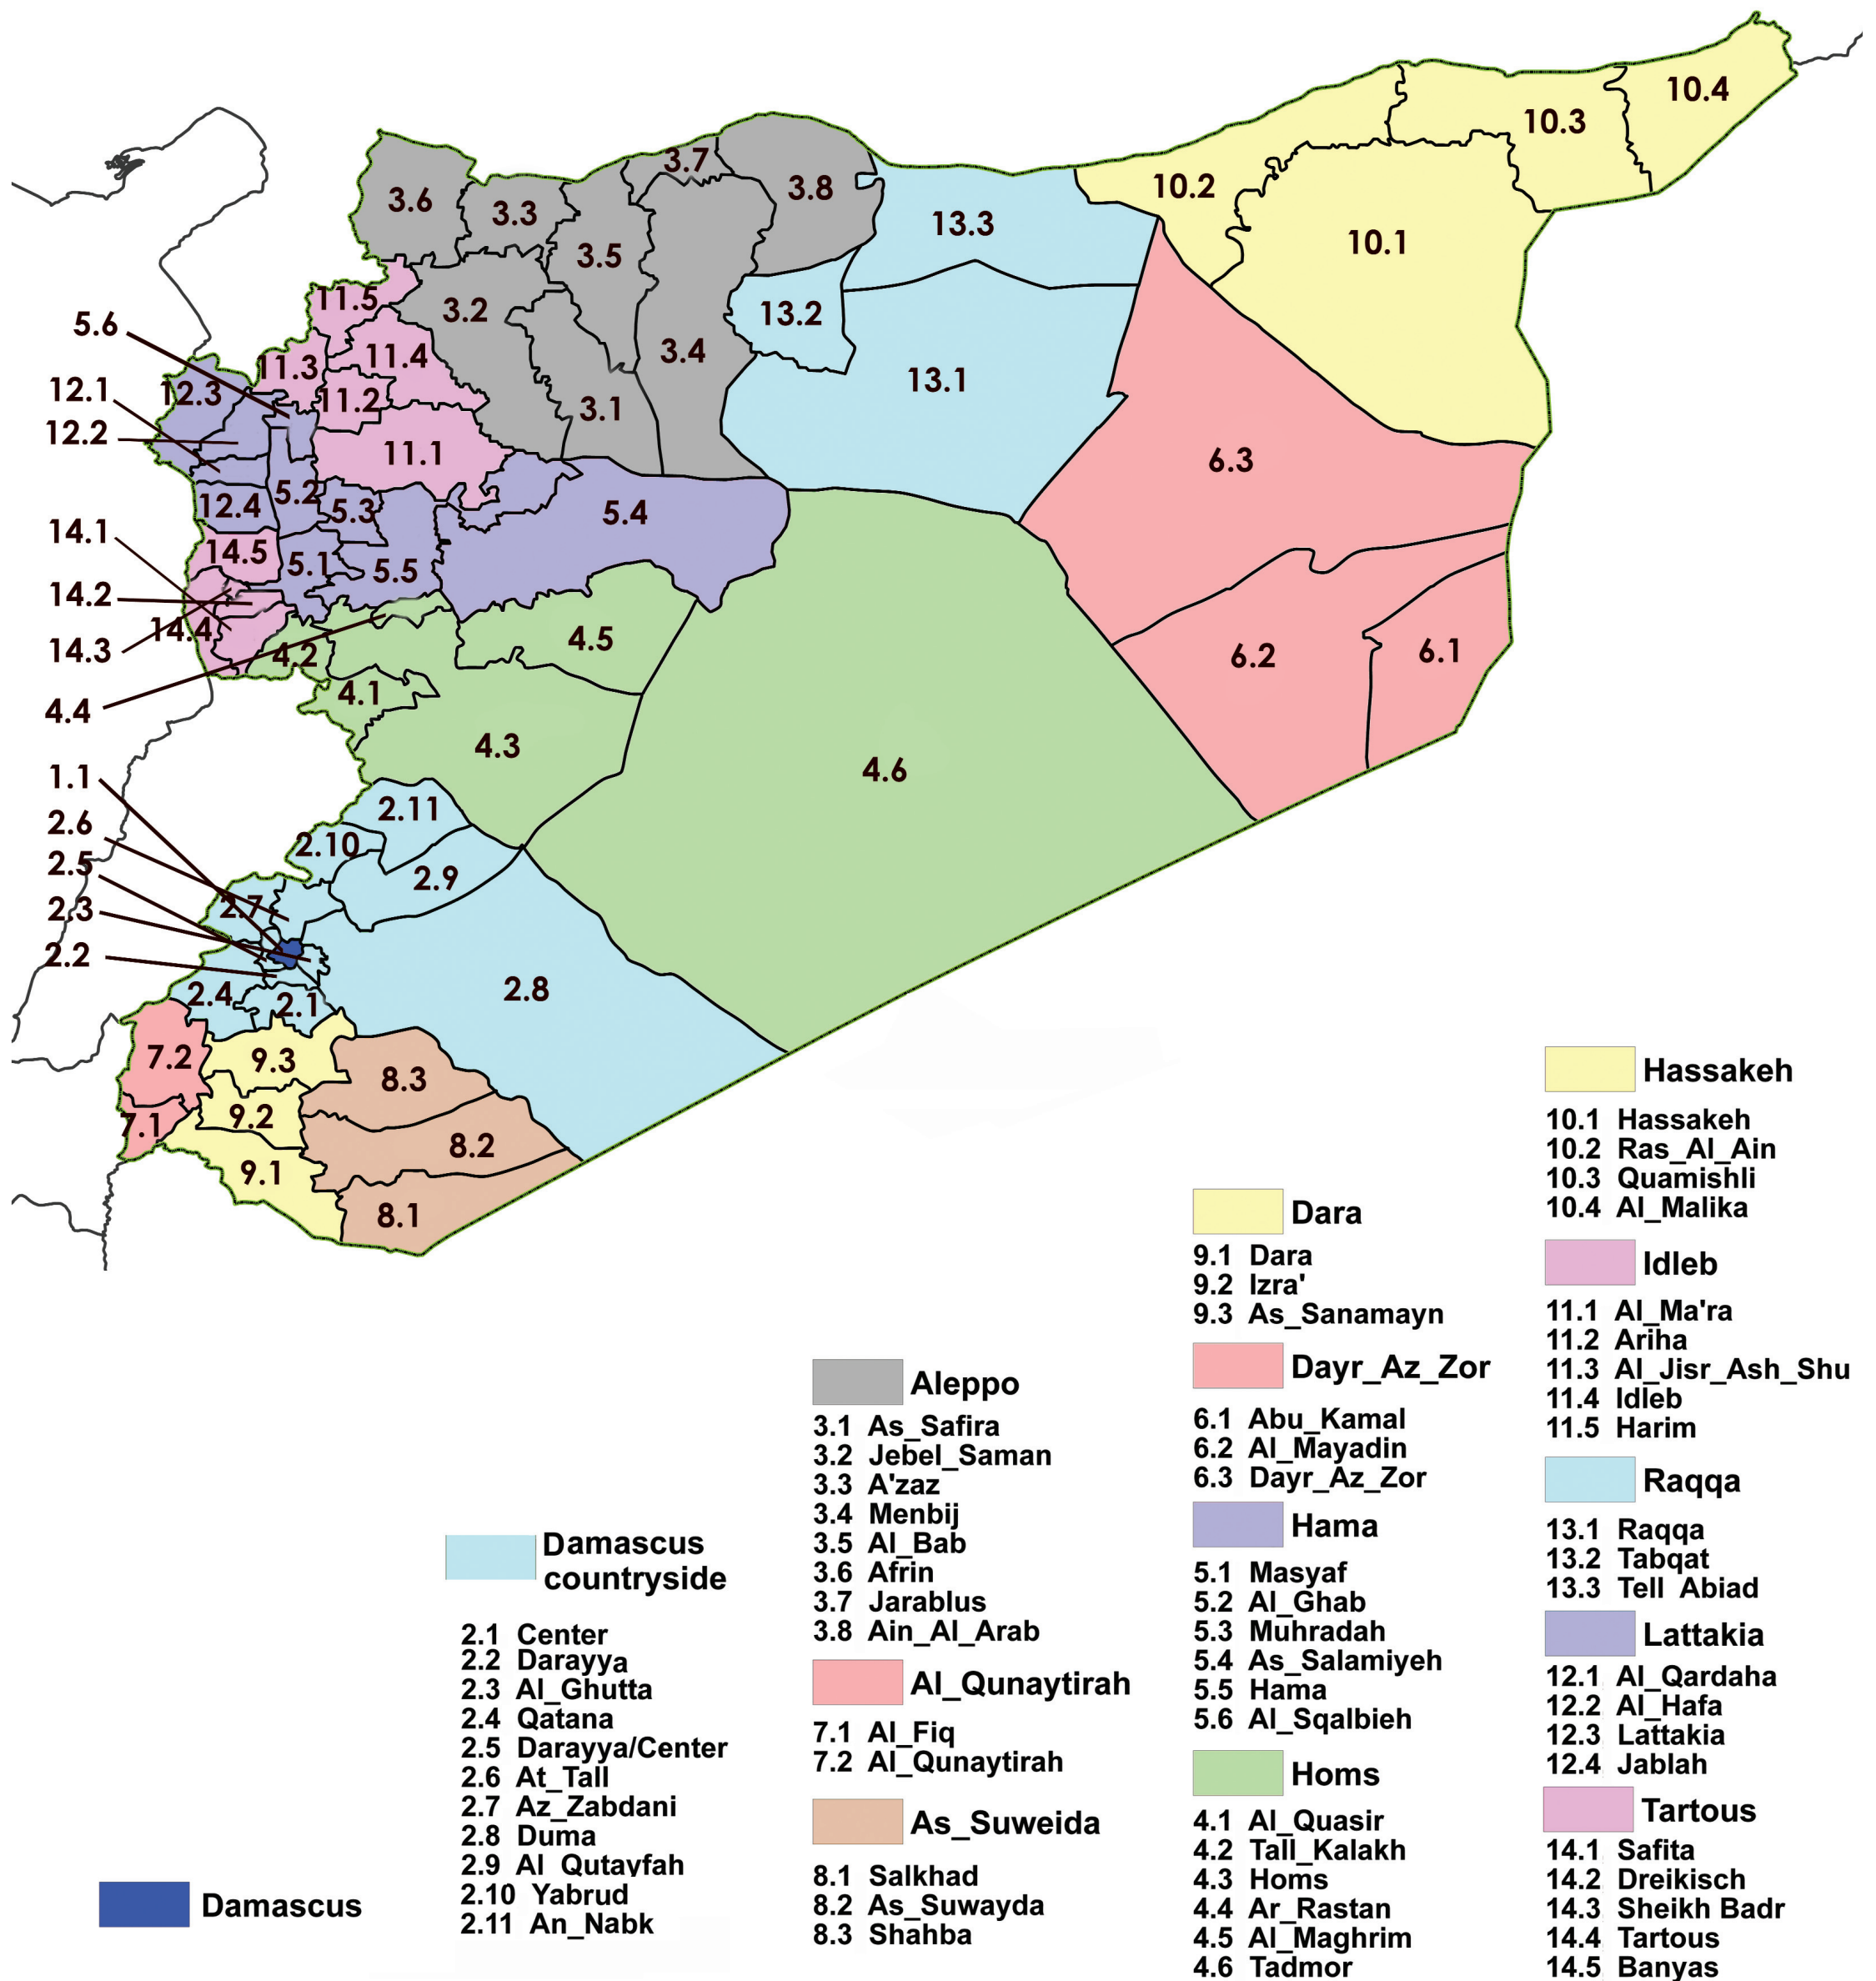 10.4
10.3
3.7
3.8
10.2
3.6
3.3
13.3
10.1
3.5
11.5
3.2
13.2
5.6
3.4
11.4
11.3
13.1
12.1
12.3
11.2
3.1
12.2
11.1
6.3
5.2
12.4
5.3
5.4
14.1
14.5
5.1
5.5
14.2
14.4
4.5
14.3
4.2
6.2
6.1
4.1
4.4
4.3
4.6
1.1
2.11
2.6
2.10
2.5
2.9
2.3
2.7
2.2
2.4
2.1
2.8
7.2
9.3
8.3
7.1
9.2
8.2
9.1
8.1
Damascus
Damascus
countryside
2.1 Center
2.2 Darayya
2.3 Al_Ghutta
2.4 Qatana
2.5 Darayya/Center
2.6 At_Tall
2.7 Az_Zabdani
2.8 Duma
2.9 Al_Qutayfah
2.10 Yabrud
2.11 An_Nabk
Aleppo
3.1 As_Safira
3.2 Jebel_Saman
3.3 A'zaz
3.4 Menbij
3.5 Al_Bab
3.6 Afrin
3.7 Jarablus
3.8 Ain_Al_Arab
Al_Qunaytirah
7.1 Al_Fiq
7.2 Al_Qunaytirah
As_Suweida
8.1 Salkhad
8.2 As_Suwayda
8.3 Shahba
Dara
9.1 Dara
9.2 Izra'
9.3 As_Sanamayn
Dayr_Az_Zor
6.1 Abu_Kamal
6.2 Al_Mayadin
6.3 Dayr_Az_Zor
Hama
5.1 Masyaf
5.2 Al_Ghab
5.3 Muhradah
5.4 As_Salamiyeh
5.5 Hama
5.6 Al_Sqalbieh
Homs
4.1 Al_Quasir
4.2 Tall_Kalakh
4.3 Homs
4.4 Ar_Rastan
4.5 Al_Maghrim
4.6 Tadmor
Hassakeh
10.1 Hassakeh
10.2 Ras_Al_Ain
10.3 Quamishli
10.4 Al_Malika
Idleb
11.1 Al_Ma'ra
11.2 Ariha
11.3 Al_Jisr_Ash_Shu
11.4 Idleb
11.5 Harim
Raqqa
13.1 Raqqa
13.2 Tabqat
13.3 Tell Abiad
Lattakia
12.1 Al_Qardaha
12.2 Al_Hafa
12.3 Lattakia
12.4 Jablah
Tartous
14.1 Safita
14.2 Dreikisch
14.3 Sheikh Badr
14.4 Tartous
14.5 Banyas